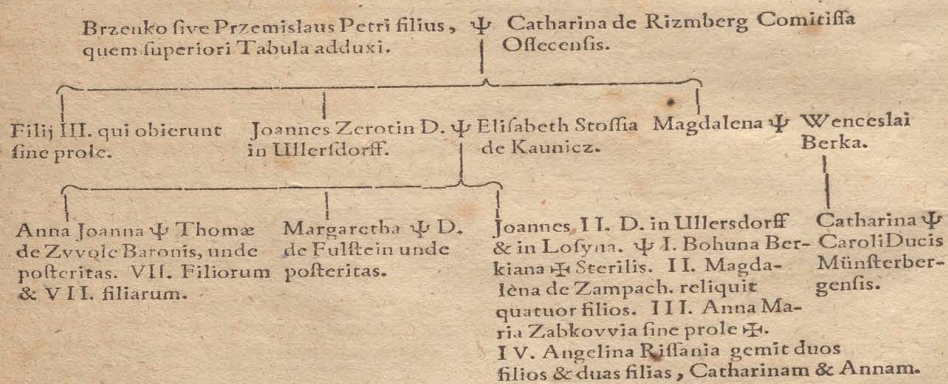 Brzenko sive Przemislaus Petri filius, Ψ Catharina de Rizmberg Comitissa
quem superiori Tabula adduxi. Ossecensis.
Filij III. qui obierunt
sine prole.
Joannes Zerotin D. Ψ Elisabeth Stossia
in Ullersdorff. de Kaunicz.
Magdalena Ψ Wenceslai
Berka.
Anna Joanna Ψ Thomæ
de Zvvole Baronis, unde
posteritas. VII. Filiorum
& VII. filiarum.
Margaretha Ψ D.
de Fulstein unde
posteritas.
Joannes, II. D. in Ullersdorff
& in Losyna. Ψ I. Bohuna Ber-
kiana ✠ Sterilis. II. Magda-
lèna de Zampach. reliquit
quatuor filios. III. Anna Ma-
ria Zabkovvia sine prole ✠.
IV. Angelina Rissania gemit duos
filios & duas filias, Catharinam & Annam.
Catharina Ψ
Caroli Ducis
Münsterber-
gensis.